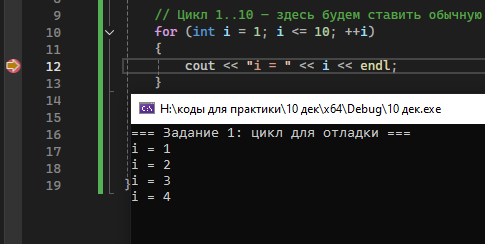 8
9 // Цикл 1..10 — здесь будем ставить обычную
10 for (int i = 1; i <= 10; ++i)
11 {
12 cout << "i = " << i << endl;
13 }
14
15
16
17
18 }
19
H:\коды для практики\10 дек\x64\Debug\10 дек.exe
=== Задание 1: цикл для отладки ===
i = 1
i = 2
i = 3
i = 4